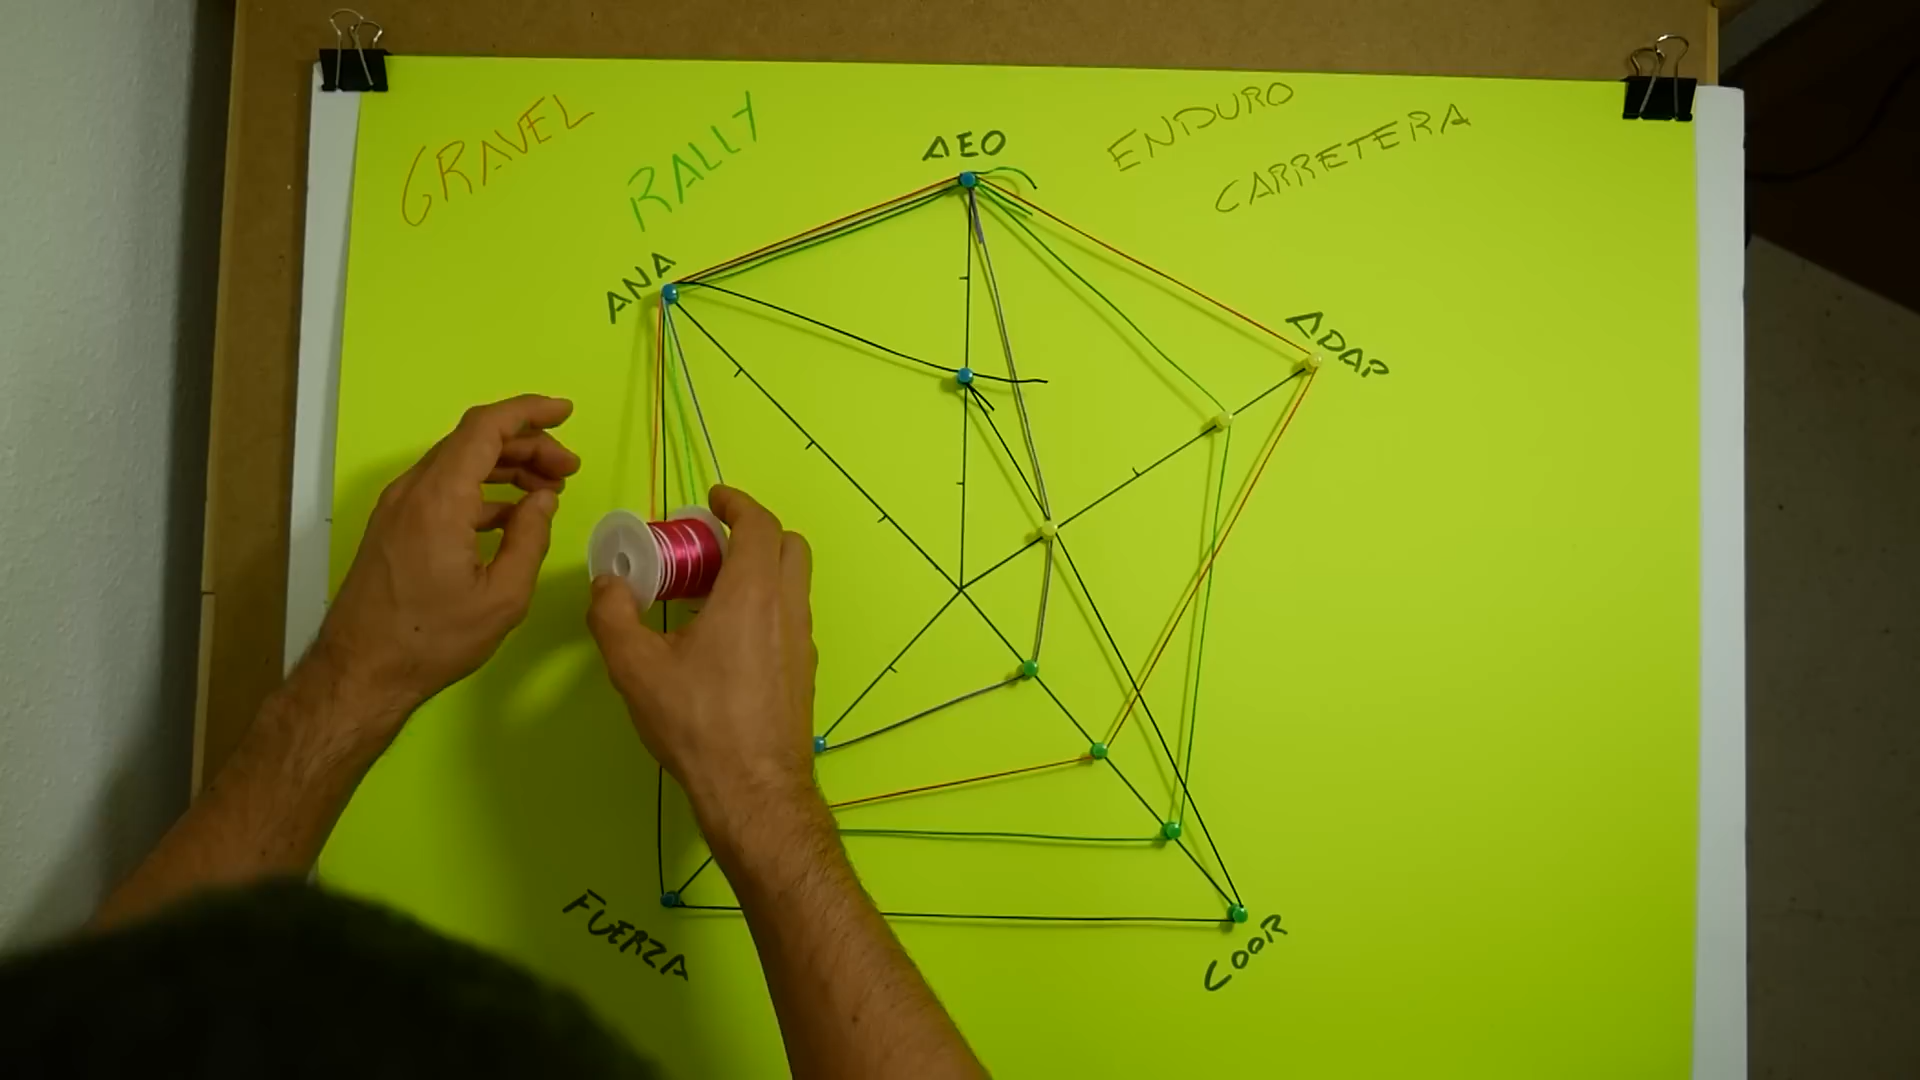 GRAVEL
RALLY
AEO
ENDURO
CARRETERA
ANA
ADAP
FUERZA
COOR